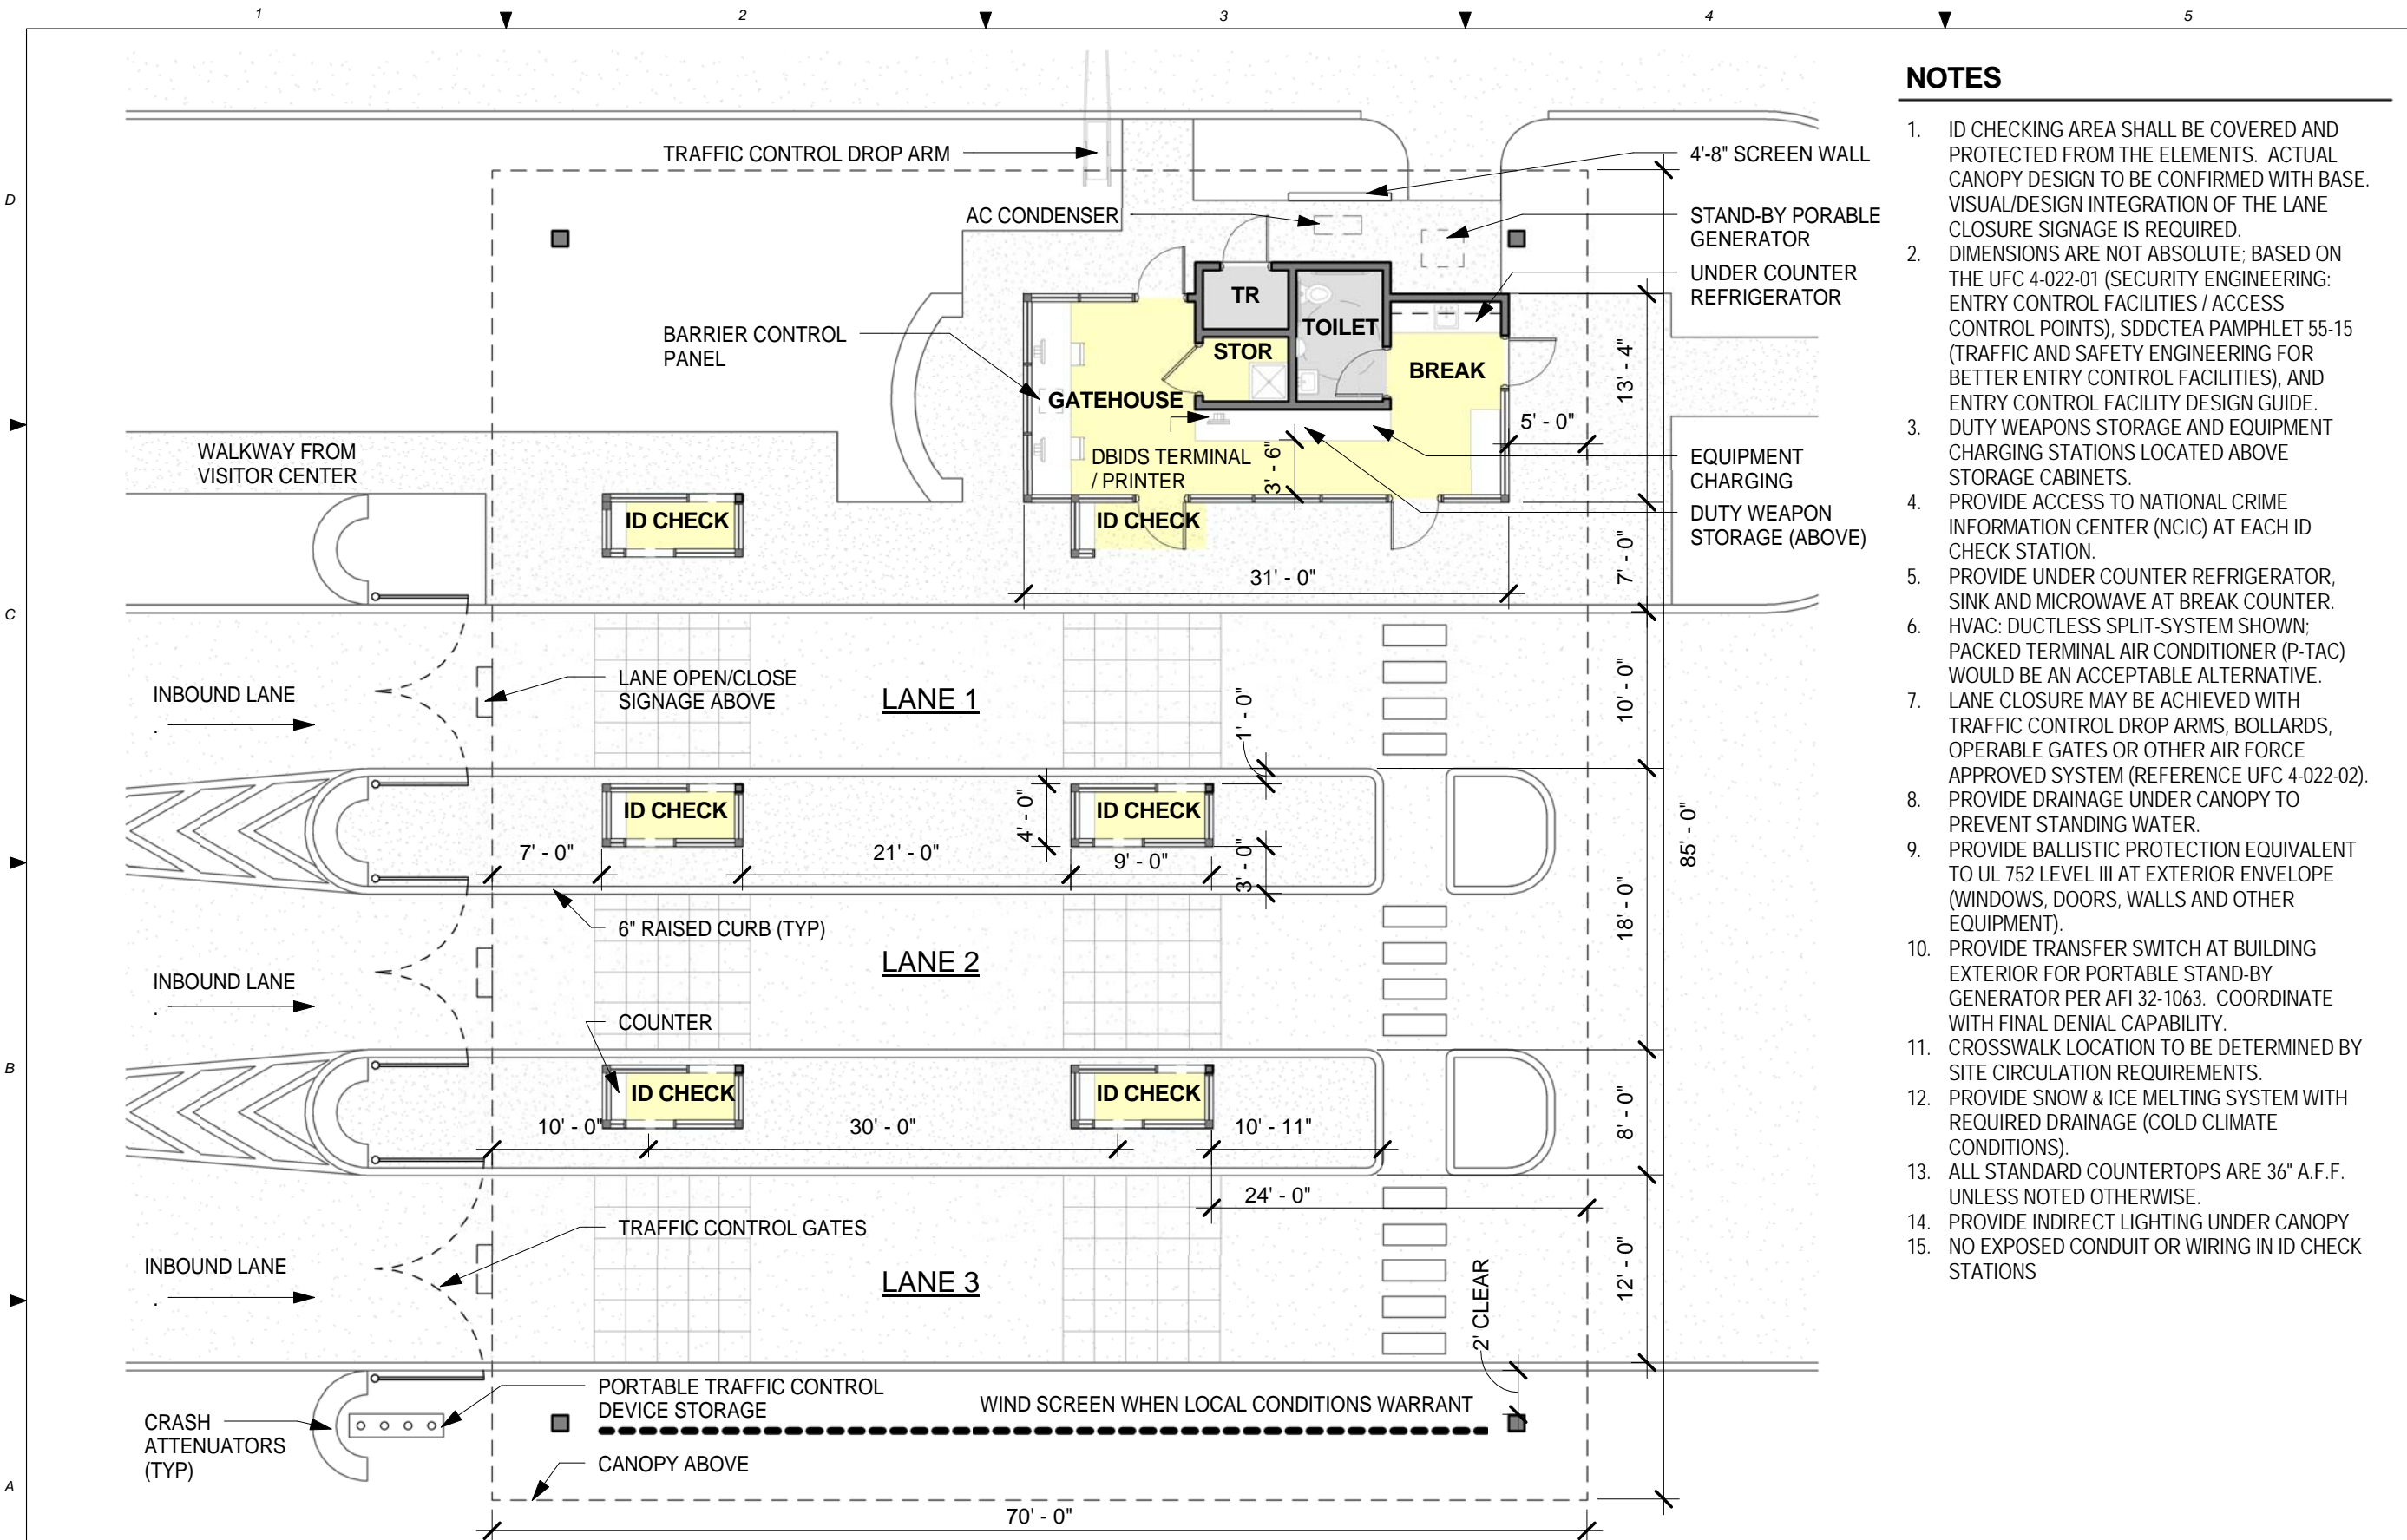 1 2 3 4 5
D
C
B
A
TRAFFIC CONTROL DROP ARM
4'-8" SCREEN WALL
AC CONDENSER
STAND-BY PORABLE
GENERATOR
UNDER COUNTER
REFRIGERATOR
BARRIER CONTROL
PANEL
TR
TOILET
STOR
BREAK
GATEHOUSE
13' - 4"
5' - 0"
WALKWAY FROM
VISITOR CENTER
DBIDS TERMINAL
/ PRINTER
3' - 6"
EQUIPMENT
CHARGING
DUTY WEAPON
STORAGE (ABOVE)
ID CHECK
ID CHECK
7' - 0"
31' - 0"
INBOUND LANE
.
LANE OPEN/CLOSE
SIGNAGE ABOVE
LANE 1
10' - 0"
1' - 0"
ID CHECK
ID CHECK
4' - 0"
7' - 0"
21' - 0"
9' - 0"
3' - 0"
85' - 0"
18' - 0"
6" RAISED CURB (TYP)
LANE 2
INBOUND LANE
.
COUNTER
ID CHECK
ID CHECK
10' - 0"
30' - 0"
10' - 11"
8' - 0"
24' - 0"
TRAFFIC CONTROL GATES
INBOUND LANE
.
LANE 3
12' - 0"
2' CLEAR
PORTABLE TRAFFIC CONTROL
DEVICE STORAGE
WIND SCREEN WHEN LOCAL CONDITIONS WARRANT
CRASH
ATTENUATORS
(TYP)
CANOPY ABOVE
70' - 0"
NOTES
1. ID CHECKING AREA SHALL BE COVERED AND
PROTECTED FROM THE ELEMENTS. ACTUAL
CANOPY DESIGN TO BE CONFIRMED WITH BASE.
VISUAL/DESIGN INTEGRATION OF THE LANE
CLOSURE SIGNAGE IS REQUIRED.
2. DIMENSIONS ARE NOT ABSOLUTE; BASED ON
THE UFC 4-022-01 (SECURITY ENGINEERING:
ENTRY CONTROL FACILITIES / ACCESS
CONTROL POINTS), SDDCTEA PAMPHLET 55-15
(TRAFFIC AND SAFETY ENGINEERING FOR
BETTER ENTRY CONTROL FACILITIES), AND
ENTRY CONTROL FACILITY DESIGN GUIDE.
3. DUTY WEAPONS STORAGE AND EQUIPMENT
CHARGING STATIONS LOCATED ABOVE
STORAGE CABINETS.
4. PROVIDE ACCESS TO NATIONAL CRIME
INFORMATION CENTER (NCIC) AT EACH ID
CHECK STATION.
5. PROVIDE UNDER COUNTER REFRIGERATOR,
SINK AND MICROWAVE AT BREAK COUNTER.
6. HVAC: DUCTLESS SPLIT-SYSTEM SHOWN;
PACKED TERMINAL AIR CONDITIONER (P-TAC)
WOULD BE AN ACCEPTABLE ALTERNATIVE.
7. LANE CLOSURE MAY BE ACHIEVED WITH
TRAFFIC CONTROL DROP ARMS, BOLLARDS,
OPERABLE GATES OR OTHER AIR FORCE
APPROVED SYSTEM (REFERENCE UFC 4-022-02).
8. PROVIDE DRAINAGE UNDER CANOPY TO
PREVENT STANDING WATER.
9. PROVIDE BALLISTIC PROTECTION EQUIVALENT
TO UL 752 LEVEL III AT EXTERIOR ENVELOPE
(WINDOWS, DOORS, WALLS AND OTHER
EQUIPMENT).
10. PROVIDE TRANSFER SWITCH AT BUILDING
EXTERIOR FOR PORTABLE STAND-BY
GENERATOR PER AFI 32-1063. COORDINATE
WITH FINAL DENIAL CAPABILITY.
11. CROSSWALK LOCATION TO BE DETERMINED BY
SITE CIRCULATION REQUIREMENTS.
12. PROVIDE SNOW & ICE MELTING SYSTEM WITH
REQUIRED DRAINAGE (COLD CLIMATE
CONDITIONS).
13. ALL STANDARD COUNTERTOPS ARE 36" A.F.F.
UNLESS NOTED OTHERWISE.
14. PROVIDE INDIRECT LIGHTING UNDER CANOPY
15. NO EXPOSED CONDUIT OR WIRING IN ID CHECK
STATIONS